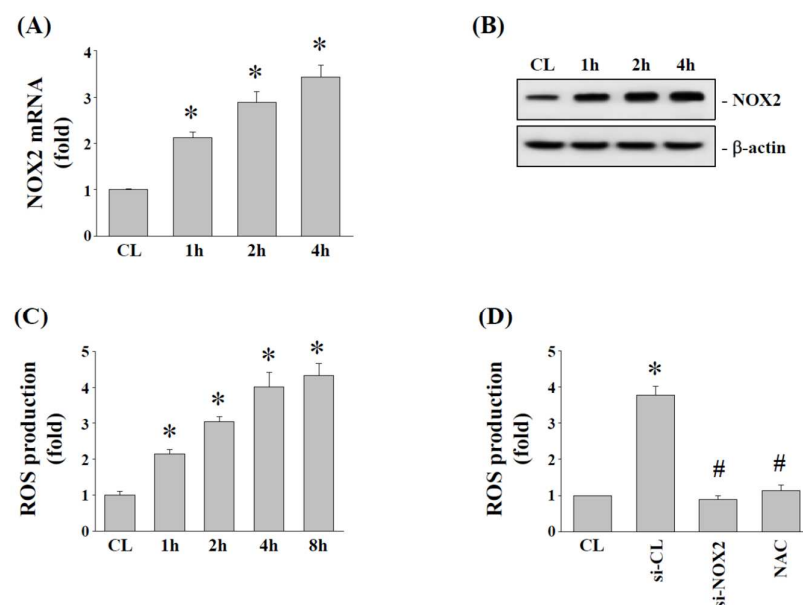 (A)
NOX2 mRNA
(fold)
4
3
2
1
0
*
*
*
CL 1h 2h 4h
(B)
CL 1h 2h 4h
- NOX2
- β-actin
(C)
ROS production
(fold)
5
4
3
2
1
0
*
*
*
*
CL 1h 2h 4h 8h
(D)
ROS production
(fold)
5
4
3
2
1
0
*
#
#
CL
si-CL
si-NOX2
NAC